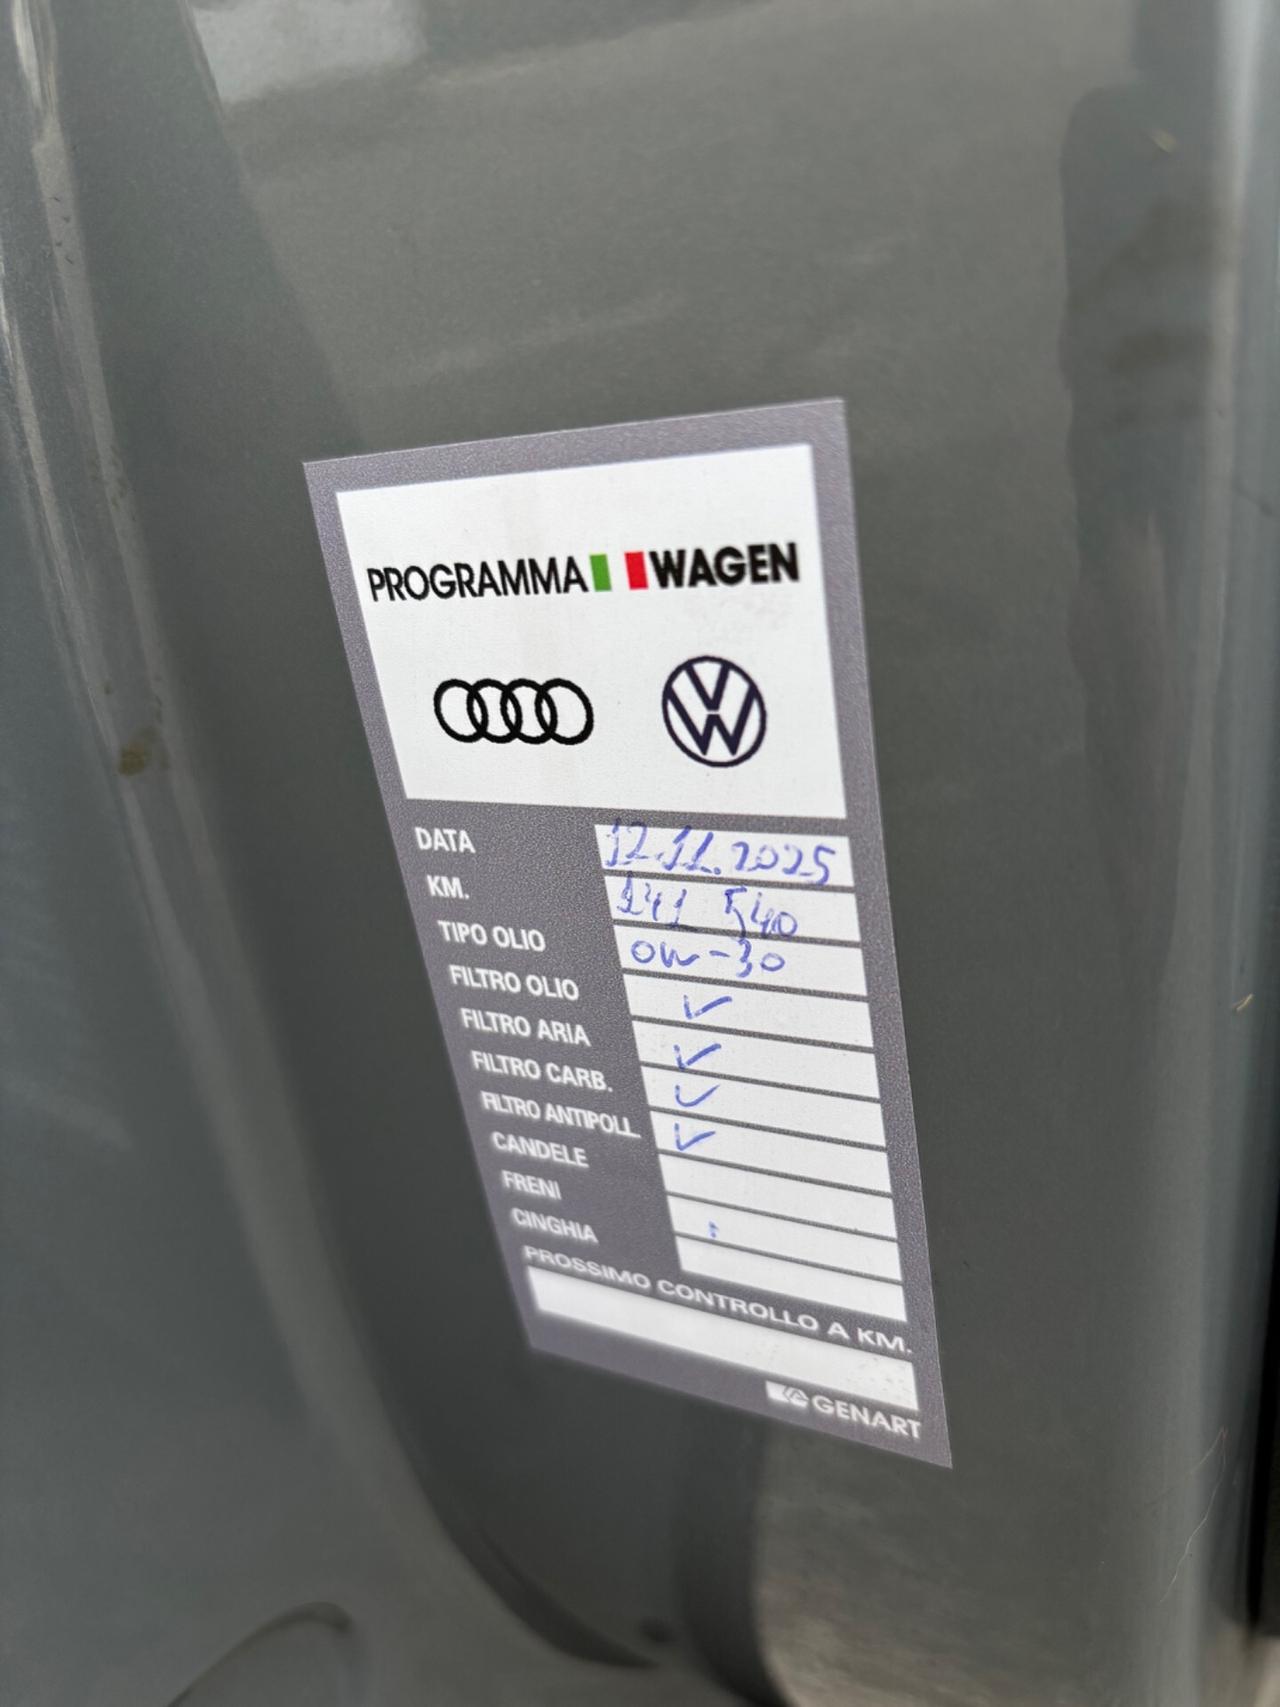 PROGRAMMA WAGEN
DATA 12.11.2025
KM. 141 540
TIPO OLIO 0W-30
FILTRO OLIO ✓
FILTRO ARIA ✓
FILTRO CARB. ✓
FILTRO ANTIPOLL. ✓
CANDELE
FRENI
CINGHIA
PROSSIMO CONTROLLO A KM.
GENART